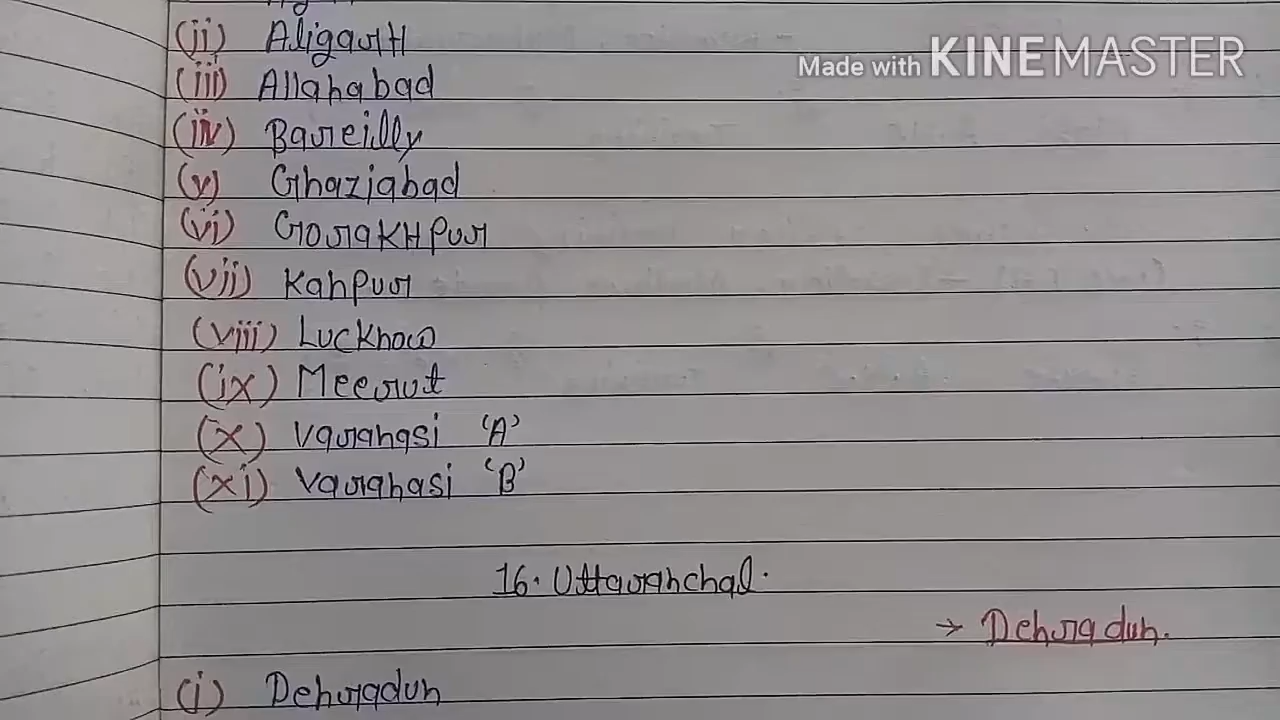 (ii) Aligarh
Made with KINEMASTER
(iii) Allahabad
(iv) Bareilly
(v) Ghaziabad
(vi) Gorakhpur
(vii) Kanpur
(viii) Lucknow
(ix) Meerut
(x) Varanasi 'A'
(xi) Varanasi 'B'
16. Uttaranchal.
→ Dehradun.
(i) Dehradun